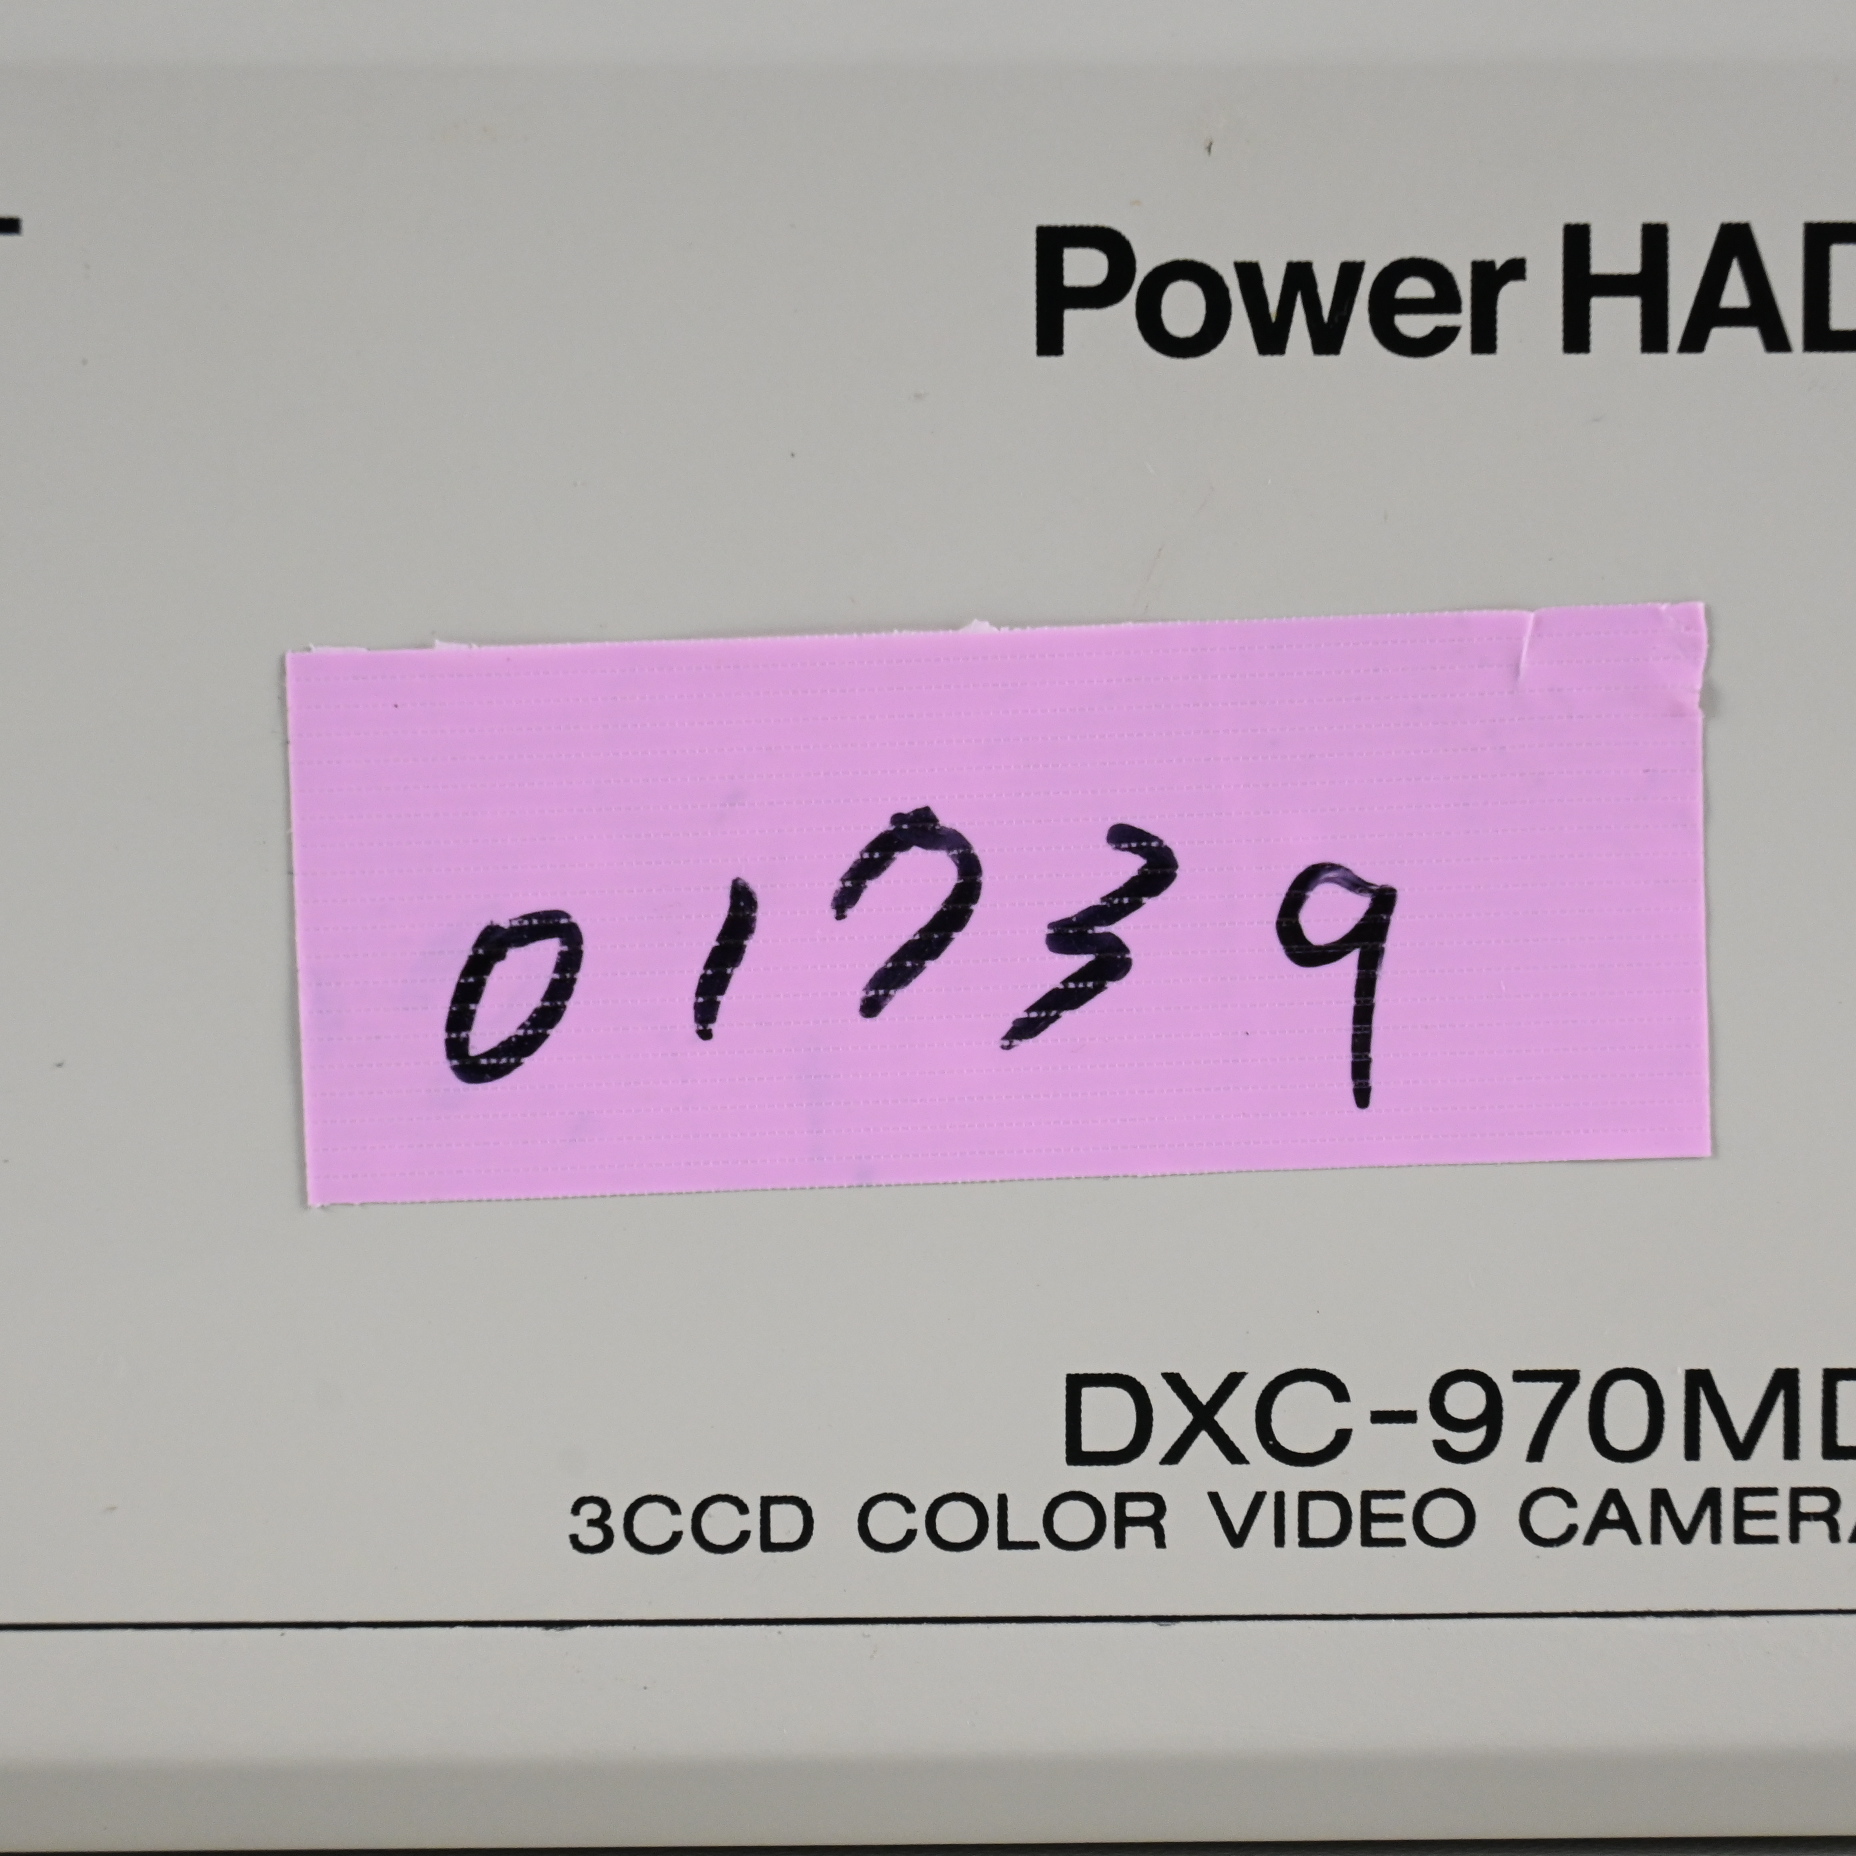 Power HAD
01739
DXC-970MD
3CCD COLOR VIDEO CAMERA